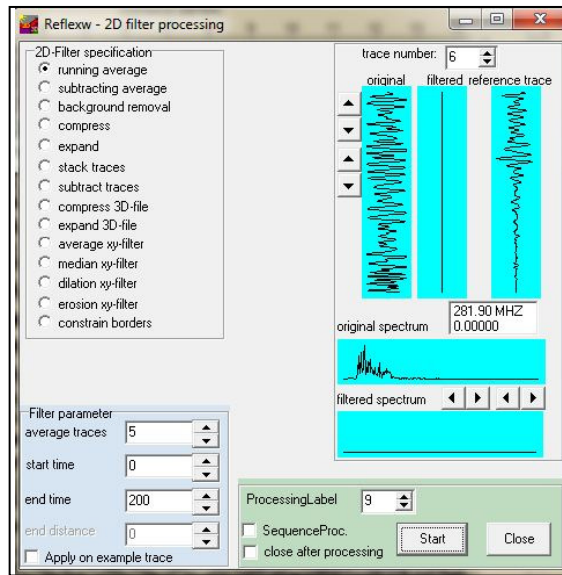 Reflexw - 2D filter processing
2D-Filter specification
running average
subtracting average
background removal
compress
expand
stack traces
subtract traces
compress 3D-file
expand 3D-file
average xy-filter
median xy-filter
dilation xy-filter
erosion xy-filter
constrain borders
trace number: 6
original filtered reference trace
281.90 MHZ
original spectrum 0.00000
filtered spectrum
Filter parameter
average traces 5
start time 0
end time 200
end distance 0
Apply on example trace
ProcessingLabel 9
SequenceProc.
close after processing
Start
Close